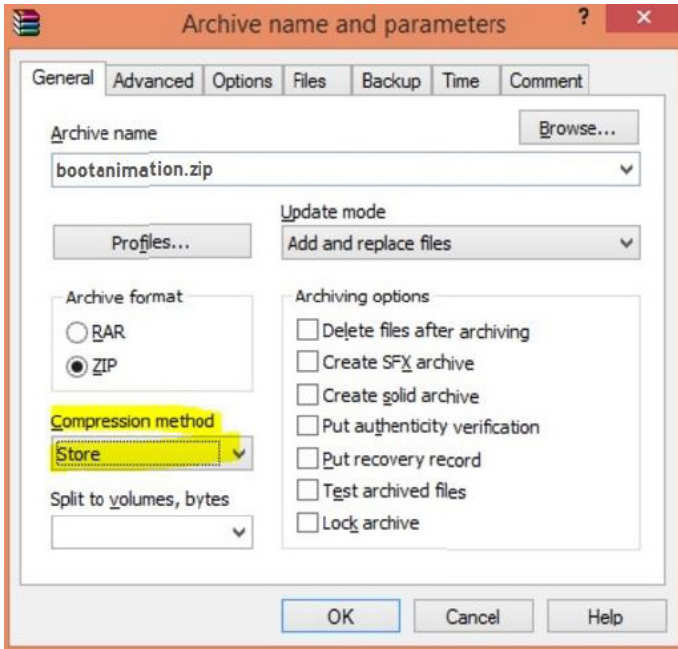 Archive name and parameters
?
General Advanced Options Files Backup Time Comment
Archive name
Browse...
bootanimation.zip
Profiles...
Update mode
Add and replace files
Archive format
RAR
ZIP
Compression method
Store
Split to volumes, bytes
Archiving options
Delete files after archiving
Create SFX archive
Create solid archive
Put authenticity verification
Put recovery record
Test archived files
Lock archive
OK Cancel Help